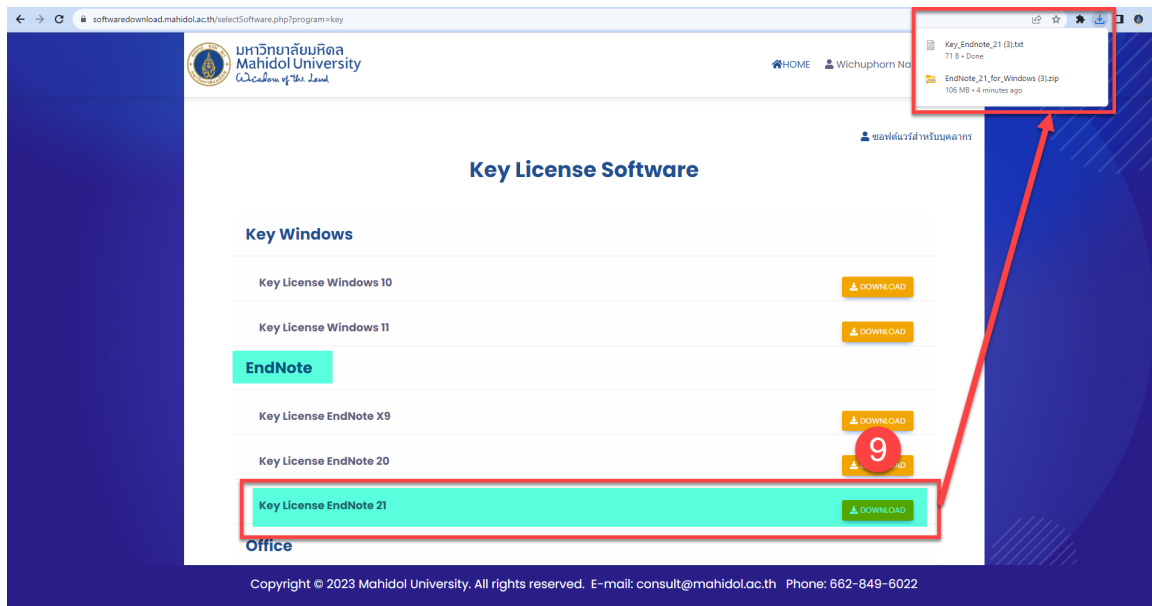 softwaredownload.mahidol.ac.th/selectSoftware.php?program=key
Key_Endnote_21 (3).txt
71 B • Done
EndNote_21_for_Windows (3).zip
106 MB • 4 minutes ago
มหาวิทยาลัยมหิดล
Mahidol University
Wisdom of the Land
HOME
Wichuphorn Na
ซอฟต์แวร์สำหรับบุคลากร
Key License Software
Key Windows
Key License Windows 10
DOWNLOAD
Key License Windows 11
DOWNLOAD
EndNote
Key License EndNote X9
DOWNLOAD
9
Key License EndNote 20
Key License EndNote 21
DOWNLOAD
Office
Copyright © 2023 Mahidol University. All rights reserved. E-mail: consult@mahidol.ac.th Phone: 662-849-6022